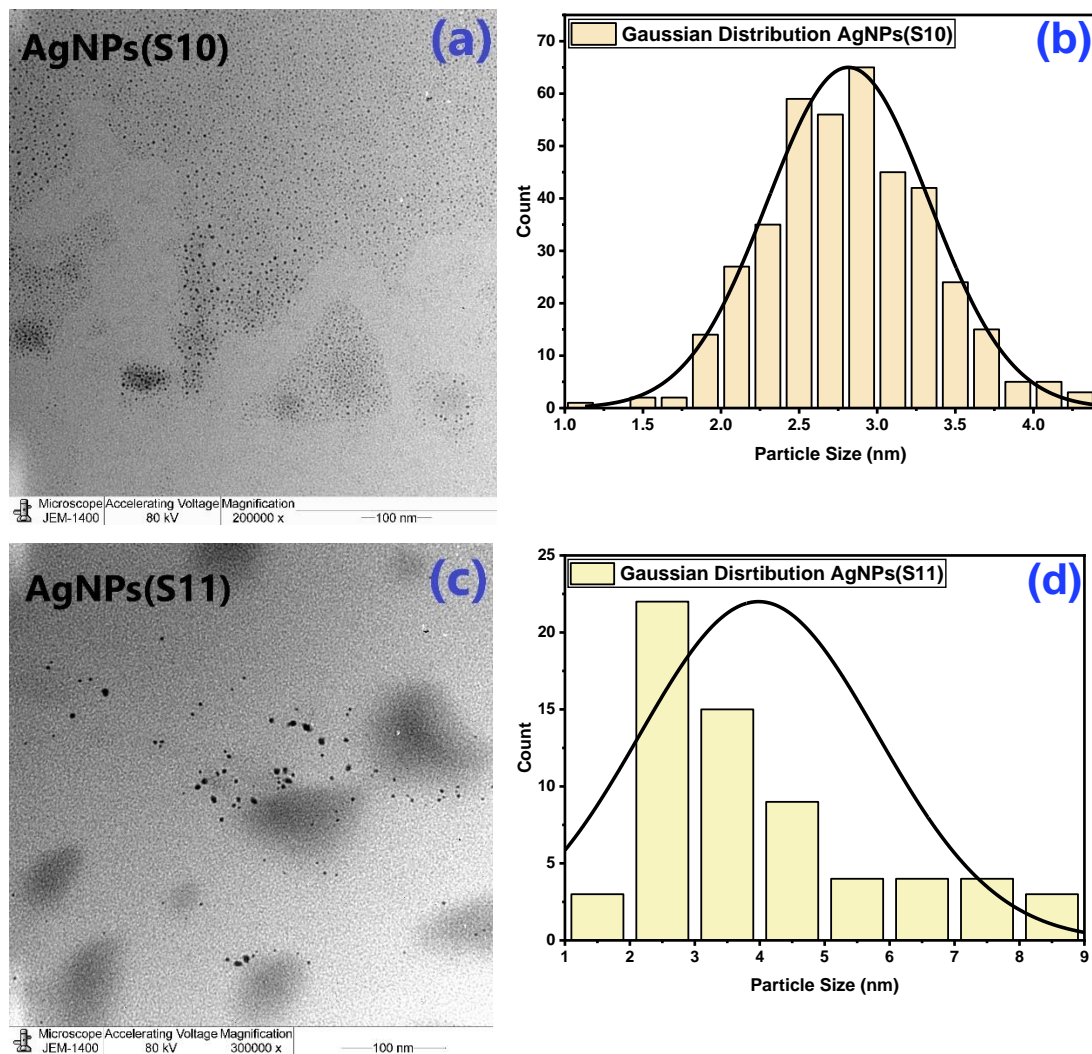 AgNPs(S10)
(a)
Microscope Accelerating Voltage Magnification
JEM-1400 80 kV 200000 x 100 nm
Gaussian Distribution AgNPs(S10)
(b)
70
60
50
40
30
20
10
0
Count
1.0 1.5 2.0 2.5 3.0 3.5 4.0
Particle Size (nm)
AgNPs(S11)
(c)
Microscope Accelerating Voltage Magnification
JEM-1400 80 kV 300000 x 100 nm
Gaussian Disrtibution AgNPs(S11)
(d)
25
20
15
10
5
0
Count
1 2 3 4 5 6 7 8 9
Particle Size (nm)